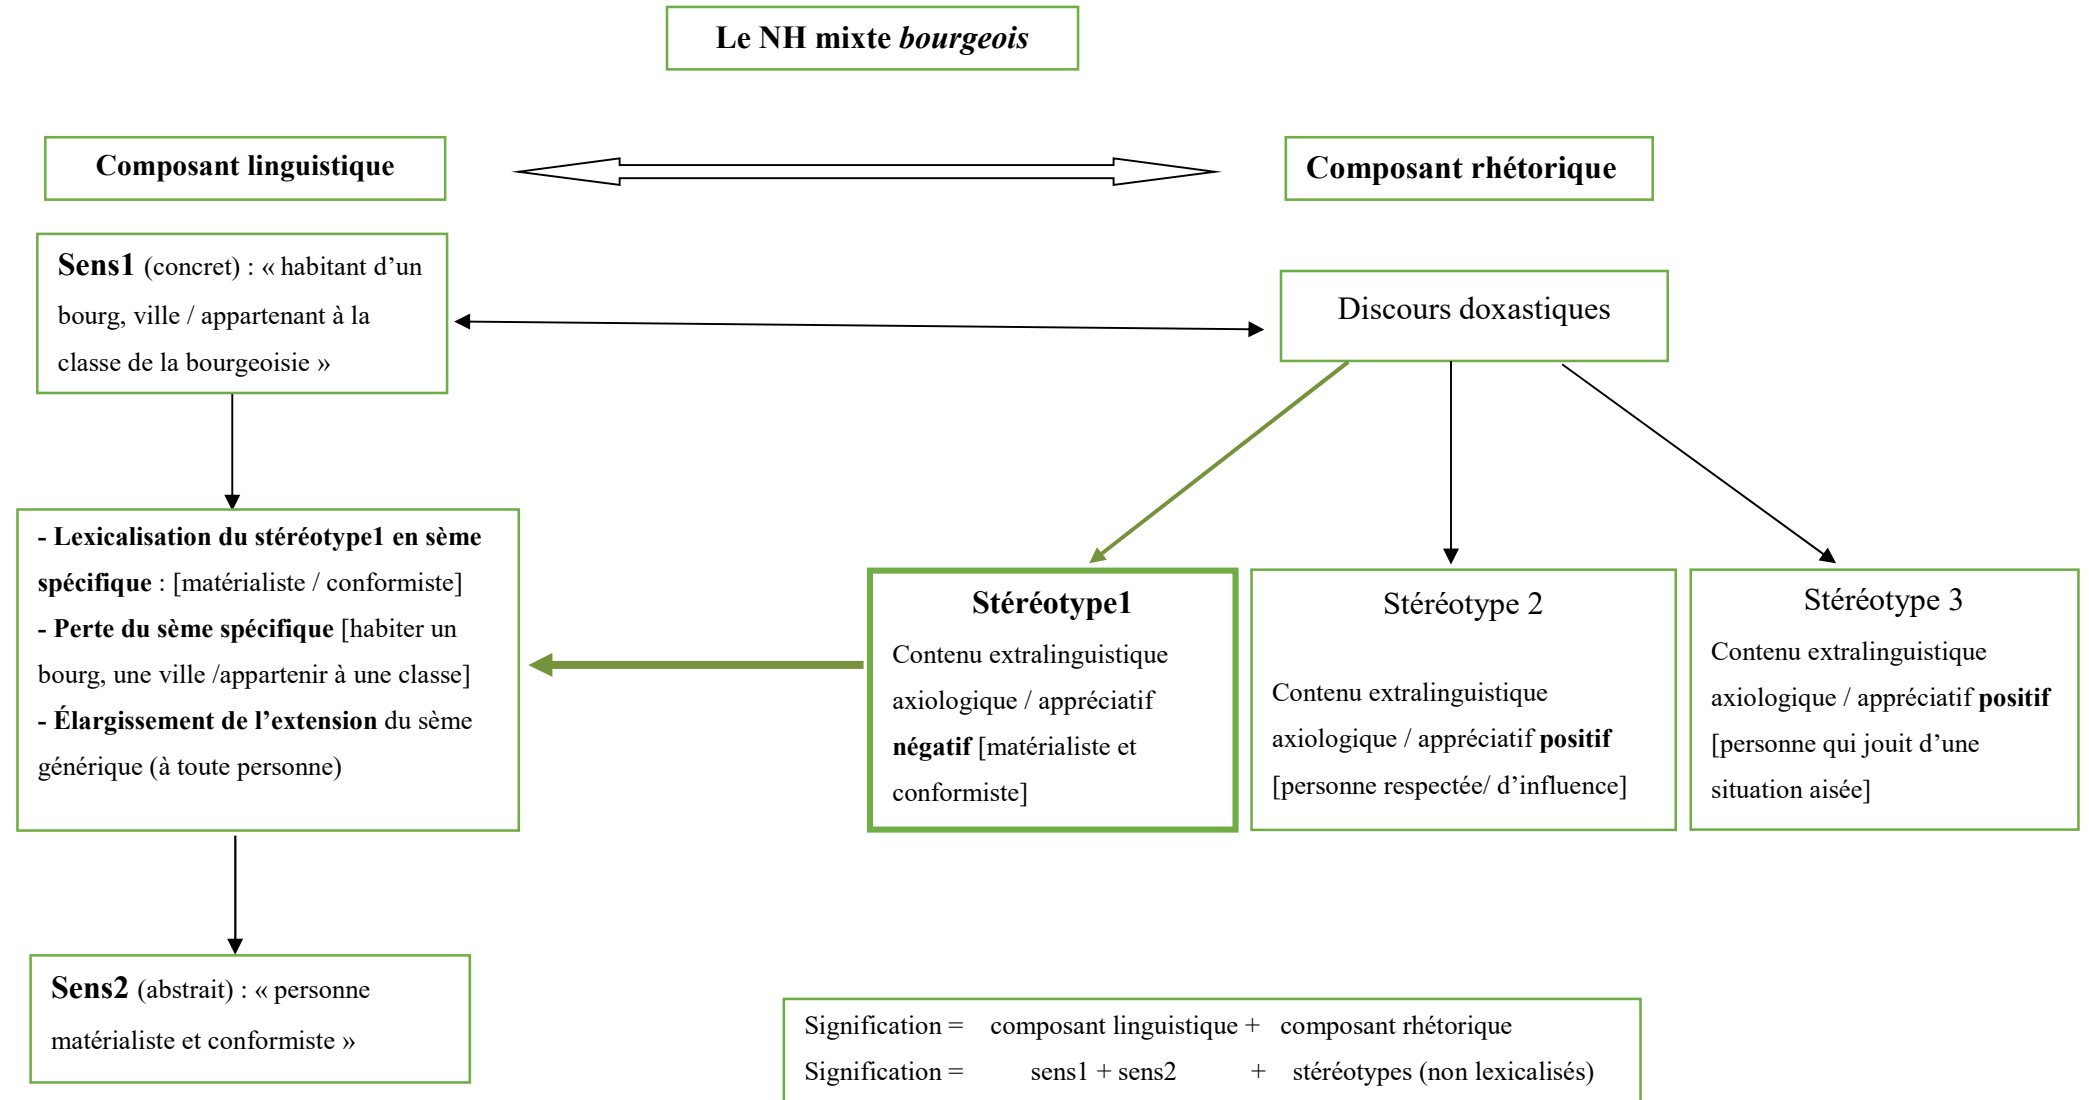 Le NH mixte bourgeois
Composant linguistique
Composant rhétorique
Sens1 (concret) : « habitant d’un
bourg, ville / appartenant à la
classe de la bourgeoisie »
Discours doxastiques
- Lexicalisation du stéréotype1 en sème
spécifique : [matérialiste / conformiste]
- Perte du sème spécifique [habiter un
bourg, une ville /appartenir à une classe]
- Élargissement de l’extension du sème
générique (à toute personne)
Stéréotype1
Contenu extralinguistique
axiologique / appréciatif
négatif [matérialiste et
conformiste]
Stéréotype 2
Contenu extralinguistique
axiologique / appréciatif positif
[personne respectée/ d’influence]
Stéréotype 3
Contenu extralinguistique
axiologique / appréciatif positif
[personne qui jouit d’une
situation aisée]
Sens2 (abstrait) : « personne
matérialiste et conformiste »
Signification = composant linguistique + composant rhétorique
Signification = sens1 + sens2 + stéréotypes (non lexicalisés)